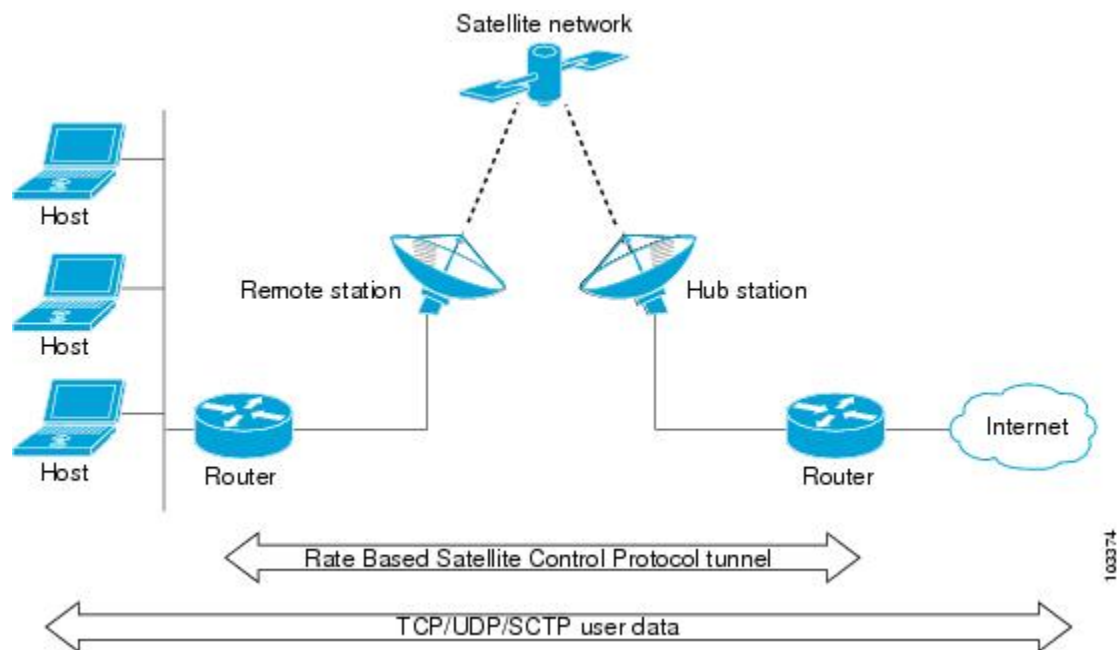 Satellite network
Host
Remote station
Hub station
Host
Internet
Host
Router
Router
Rate Based Satellite Control Protocol tunnel
TCP/UDP/SCTP user data
103374